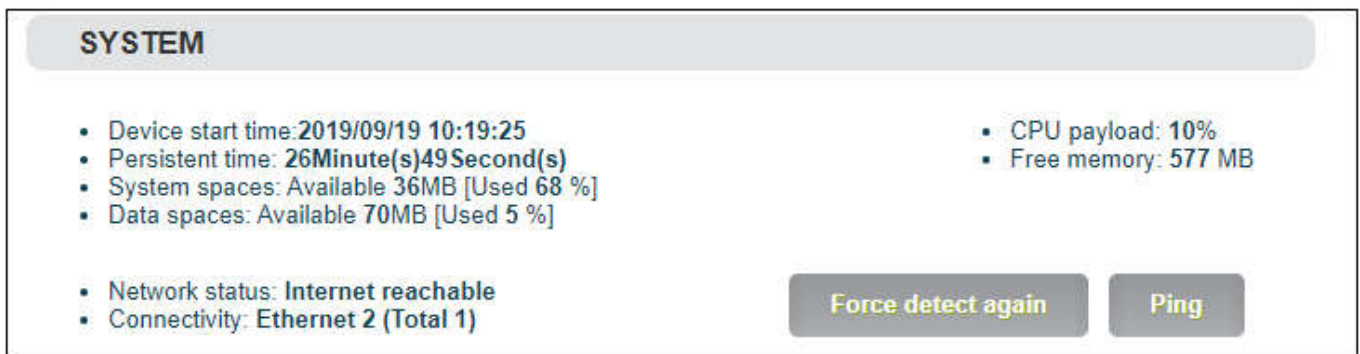 SYSTEM
• Device start time:2019/09/19 10:19:25
• Persistent time: 26Minute(s)49Second(s)
• System spaces: Available 36MB [Used 68 %]
• Data spaces: Available 70MB [Used 5 %]
• CPU payload: 10%
• Free memory: 577 MB
• Network status: Internet reachable
• Connectivity: Ethernet 2 (Total 1)
Force detect again
Ping